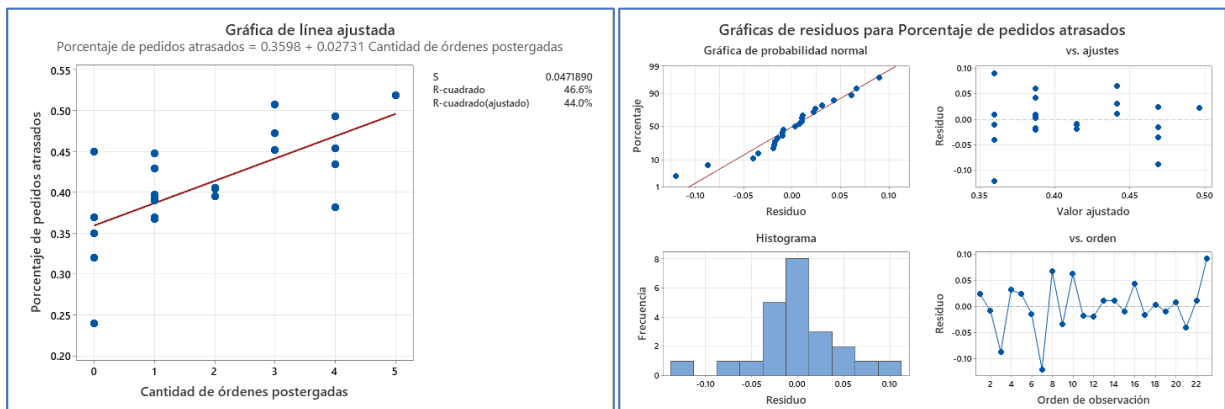 Gráfica de línea ajustada
Porcentaje de pedidos atrasados = 0.3598 + 0.02731 Cantidad de órdenes postergadas
S 0.0471890
R-cuadrado 46.6%
R-cuadrado(ajustado) 44.0%
Porcentaje de pedidos atrasados
0.55
0.50
0.45
0.40
0.35
0.30
0.25
0.20
0 1 2 3 4 5
Cantidad de órdenes postergadas
Gráficas de residuos para Porcentaje de pedidos atrasados
Gráfica de probabilidad normal
Porcentaje
99
90
50
10
1
-0.10 -0.05 0.00 0.05 0.10
Residuo
vs. ajustes
Residuo
0.10
0.05
0.00
-0.05
-0.10
0.35 0.40 0.45 0.50
Valor ajustado
Histograma
Frecuencia
8
6
4
2
0
-0.10 -0.05 0.00 0.05 0.10
Residuo
vs. orden
Residuo
0.10
0.05
0.00
-0.05
-0.10
2 4 6 8 10 12 14 16 18 20 22
Orden de observación